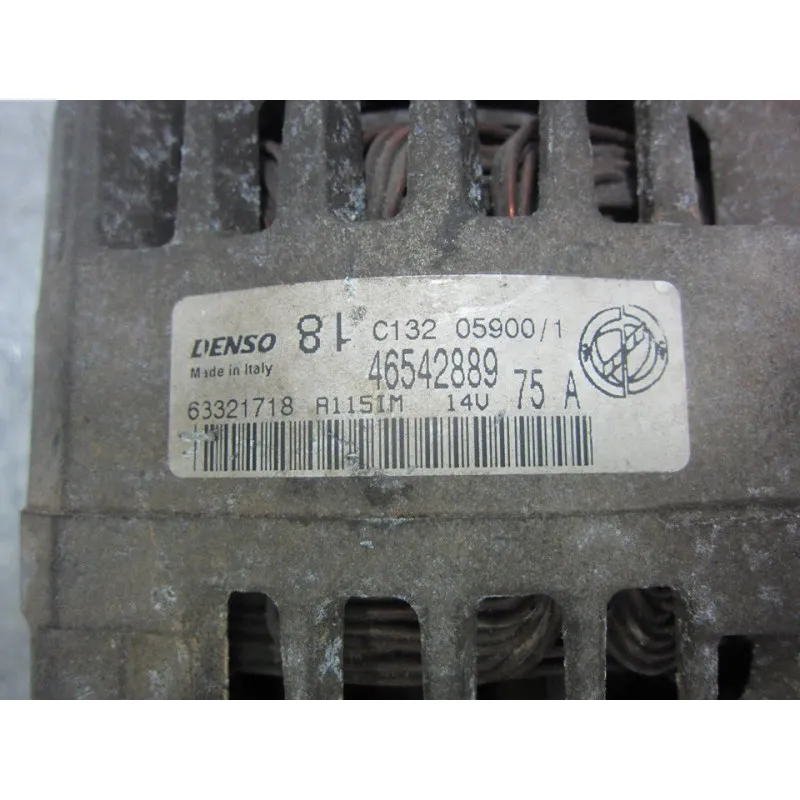 DENSO 81 C132 05900/1
Made in Italy 46542889
63321718 A115IM 14V 75 A